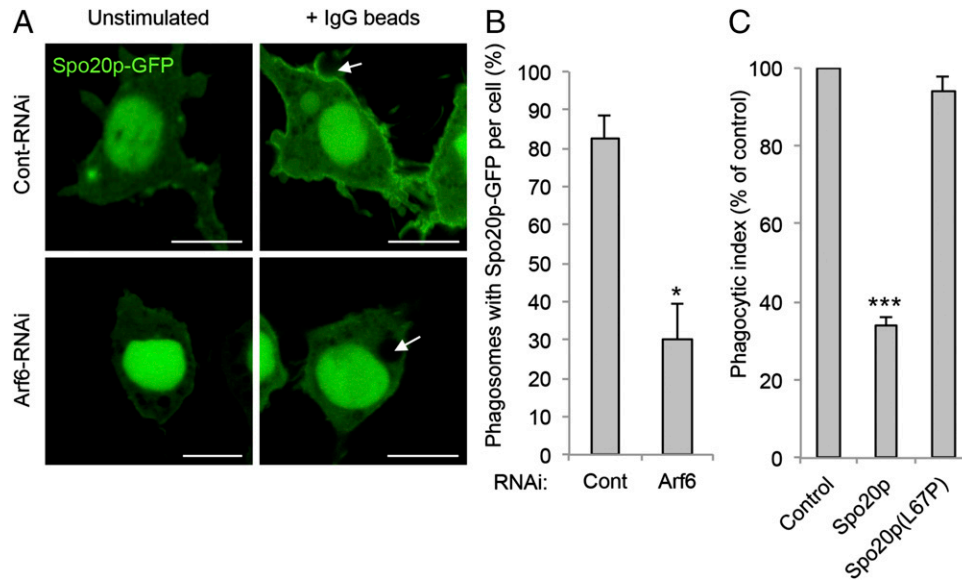 A
Unstimulated
+ IgG beads
Spo20p-GFP
Cont-RNAi
Arf6-RNAi
B
Phagosomes with Spo20p-GFP per cell (%)
100
90
80
70
60
50
40
30
20
10
0
*
RNAi: Cont Arf6
C
Phagocytic index (% of control)
100
80
60
40
20
0
***
Control
Spo20p
Spo20p(L67P)